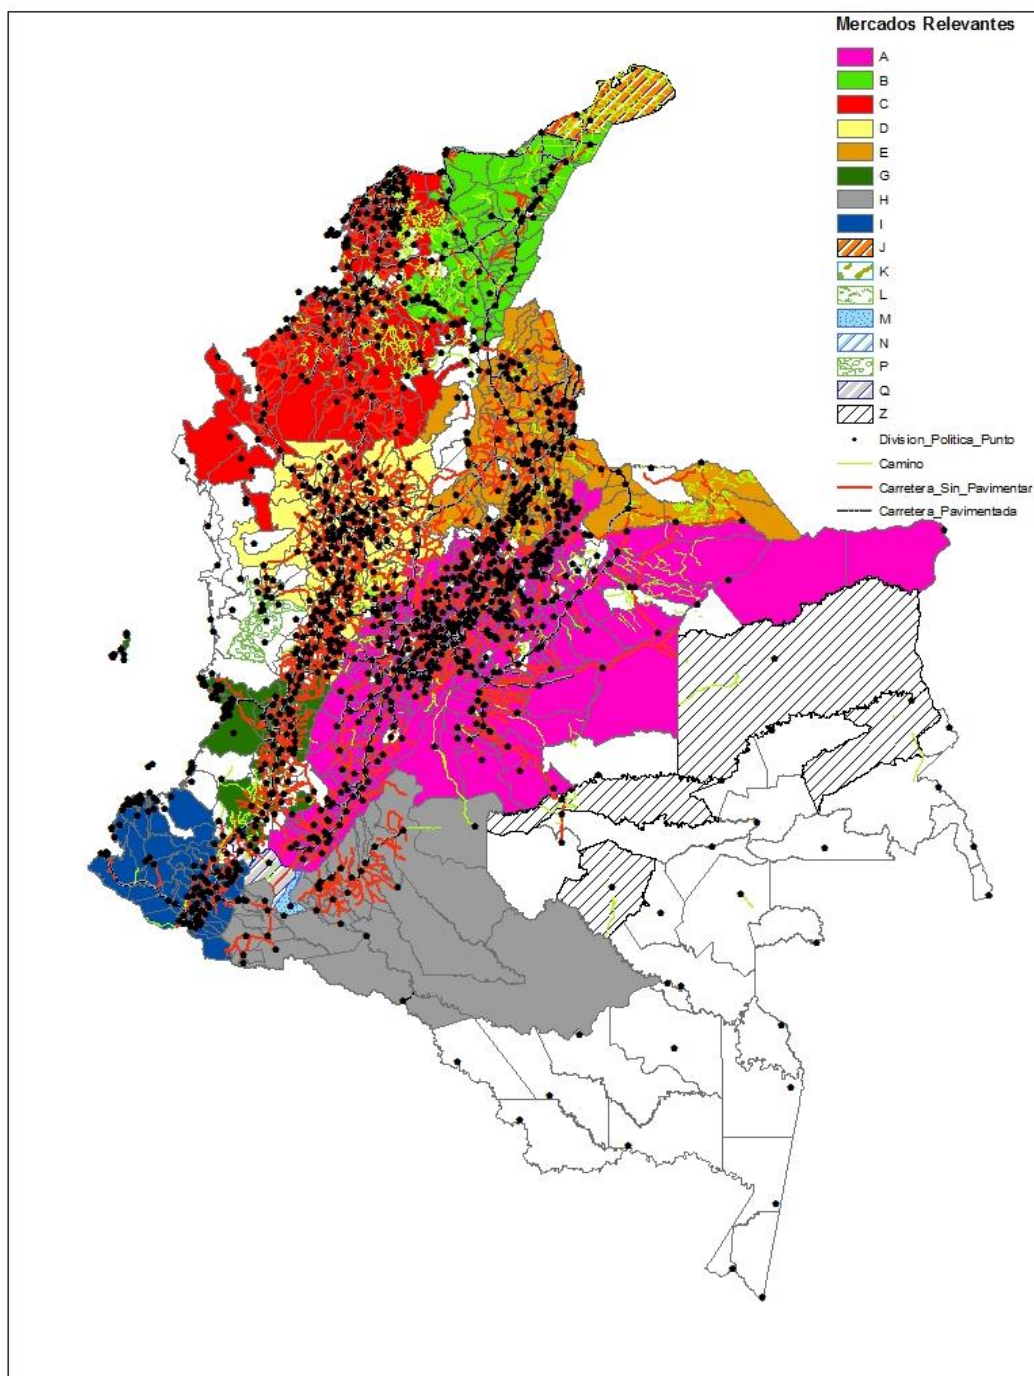 Mercados Relevantes
A
B
C
D
E
G
H
I
J
K
L
M
N
P
Q
Z
Division_Politica_Punto
Camino
Carretera_Sin_Pavimentar
Carretera_Pavimentada